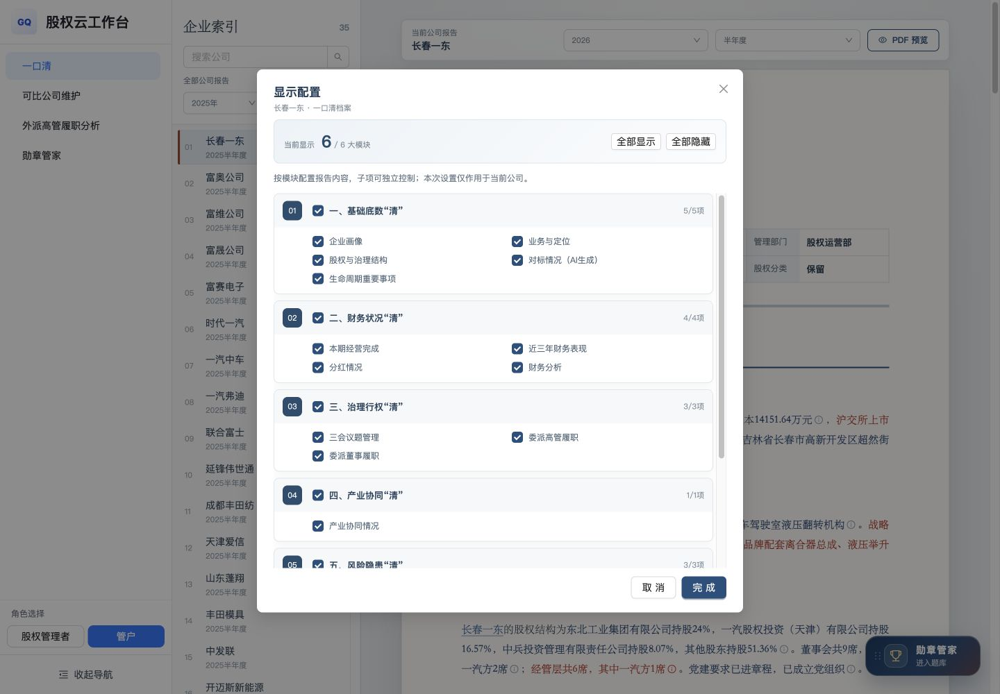 GQ 股权云工作台
一口清
可比公司维护
外派高管履职分析
勋章管家
角色选择
股权管理者 管户
收起导航
企业索引 35
搜索公司
全部公司报告
2025年
01 长春一东
2025半年度
02 富奥公司
2025半年度
03 富维公司
2025半年度
04 富晟公司
2025半年度
05 富赛电子
2025半年度
06 时代一汽
2025半年度
07 一汽中车
2025半年度
08 一汽弗迪
2025半年度
09 联合富士
2025半年度
10 延锋伟世通
2025半年度
11 成都丰田纺
2025半年度
12 天津爱信
2025半年度
13 山东蓬翔
2025半年度
14 丰田模具
2025半年度
15 中发联
2025半年度
16 开迈斯新能源
当前公司报告
长春一东
2026 半年度 PDF 预览
管理部门 股权运营部
股权分类 保留
本14151.64万元，沪交所上市
吉林省长春市高新开发区超然街
车驾驶室液压翻转机构。战略
品牌配套离合器总成、液压举升
长春一东的股权结构为东北工业集团有限公司持股24%，一汽股权投资（天津）有限公司持股
16.57%，中兵投资管理有限责任公司持股8.07%，其他股东持股51.36%。董事会共9席，
一汽方2席；经管层共6席，其中一汽方1席。党建要求已进章程，已成立党组织。
勋章管家
进入题库
显示配置
长春一东 · 一口清档案
当前显示 6 / 6 大模块
全部显示 全部隐藏
按模块配置报告内容，子项可独立控制；本次设置仅作用于当前公司。
01 一、基础底数“清” 5/5项
企业画像 业务与定位
股权与治理结构 对标情况（AI生成）
生命周期重要事项
02 二、财务状况“清” 4/4项
本期经营完成 近三年财务表现
分红情况 财务分析
03 三、治理行权“清” 3/3项
三会议题管理 委派高管履职
委派董事履职
04 四、产业协同“清” 1/1项
产业协同情况
05 五、风险隐患“清” 3/3项
取 消 完 成